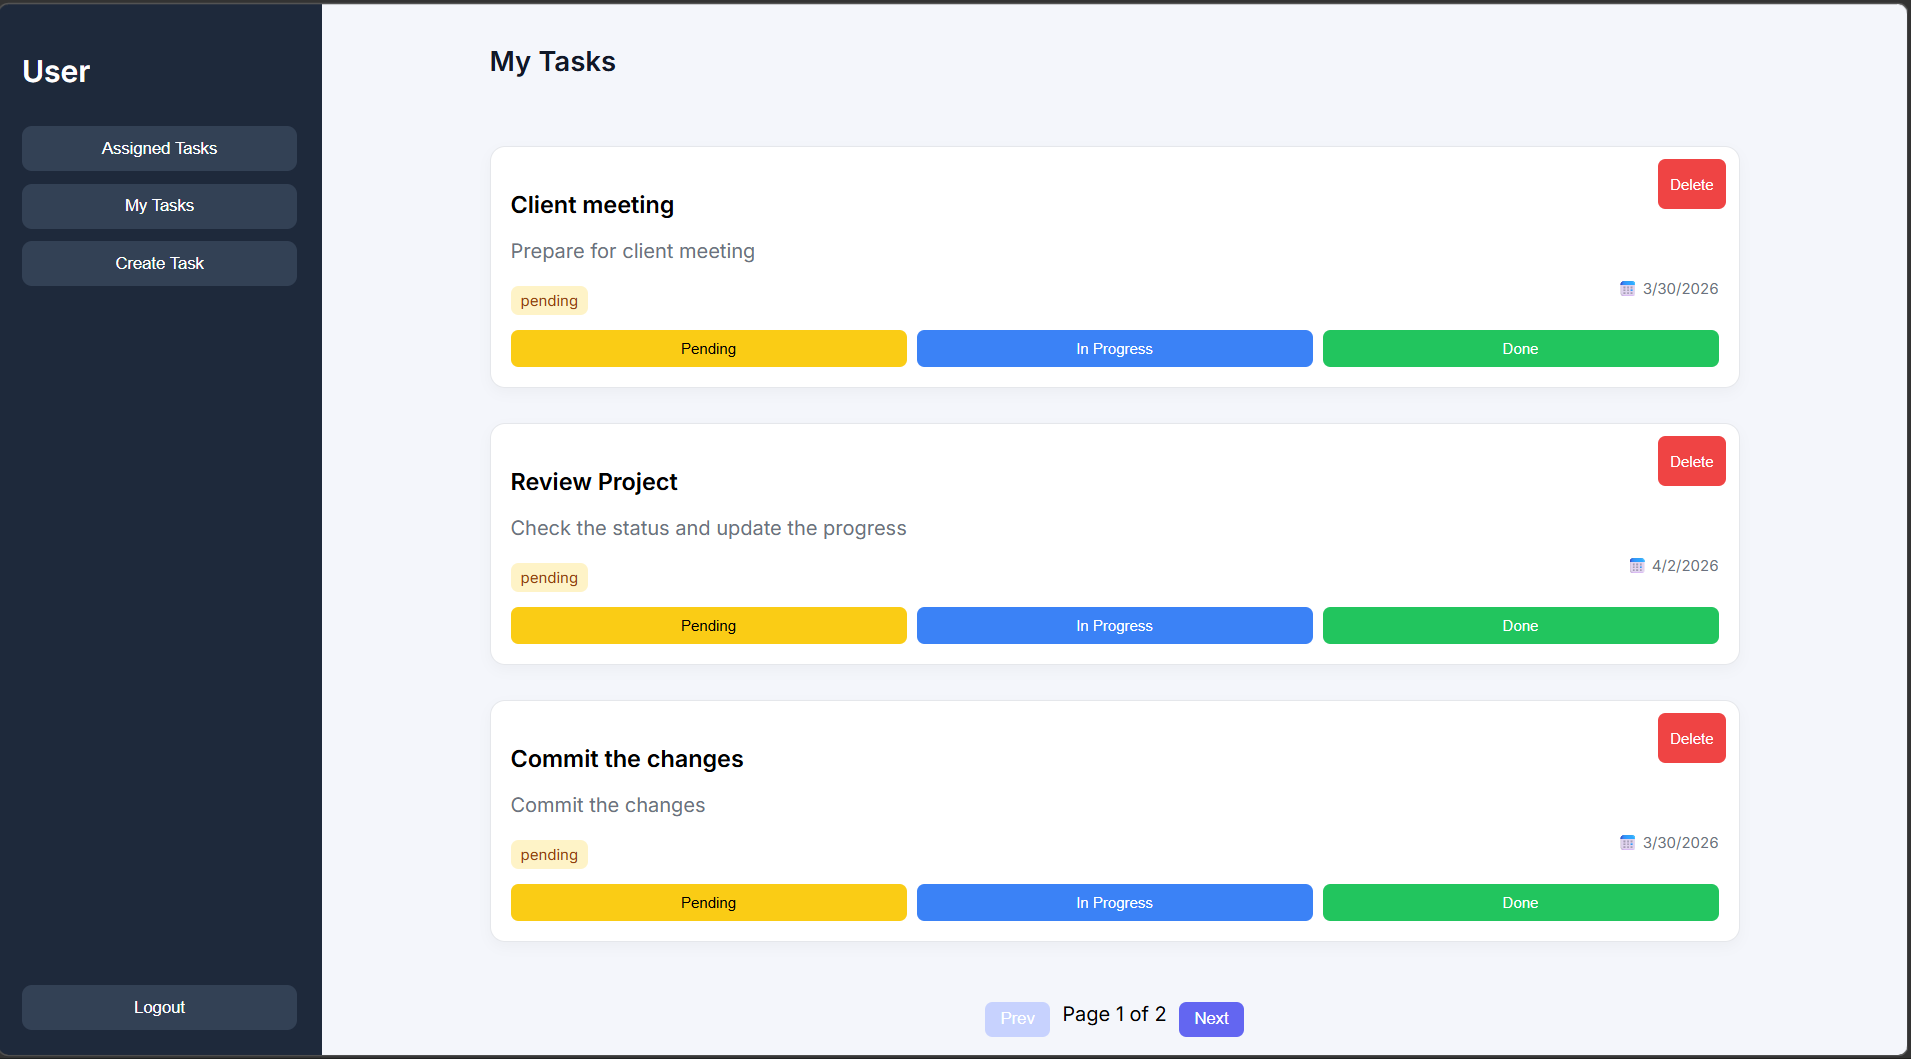 User
Assigned Tasks
My Tasks
Create Task
Logout
My Tasks
Delete
Client meeting
Prepare for client meeting
3/30/2026
pending
Pending In Progress Done
Delete
Review Project
Check the status and update the progress
4/2/2026
pending
Pending In Progress Done
Delete
Commit the changes
Commit the changes
3/30/2026
pending
Pending In Progress Done
Prev Page 1 of 2 Next